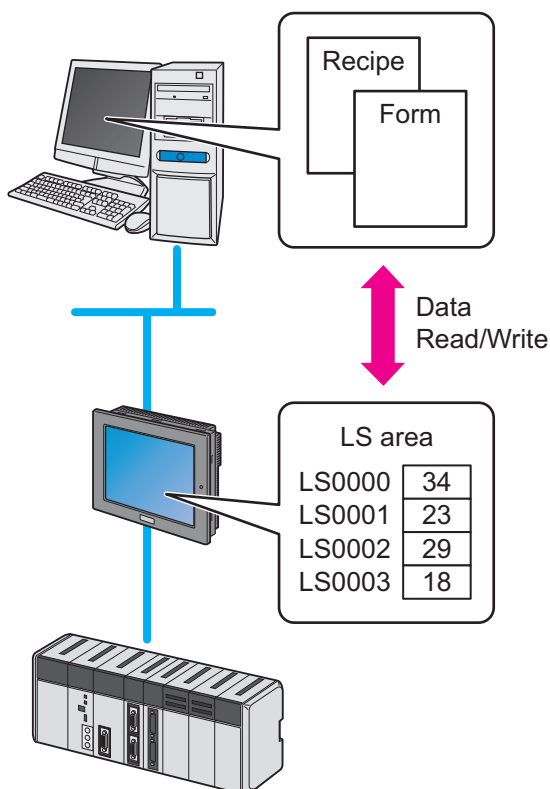 Recipe
Form
Data
Read/Write
LS area
LS0000 34
LS0001 23
LS0002 29
LS0003 18